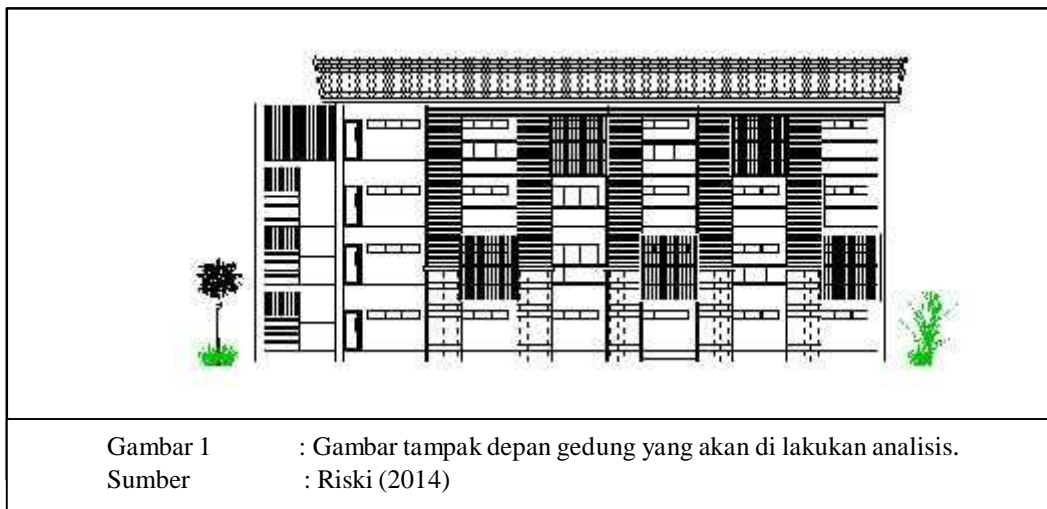 Gambar 1 : Gambar tampak depan gedung yang akan di lakukan analisis.
Sumber : Riski (2014)